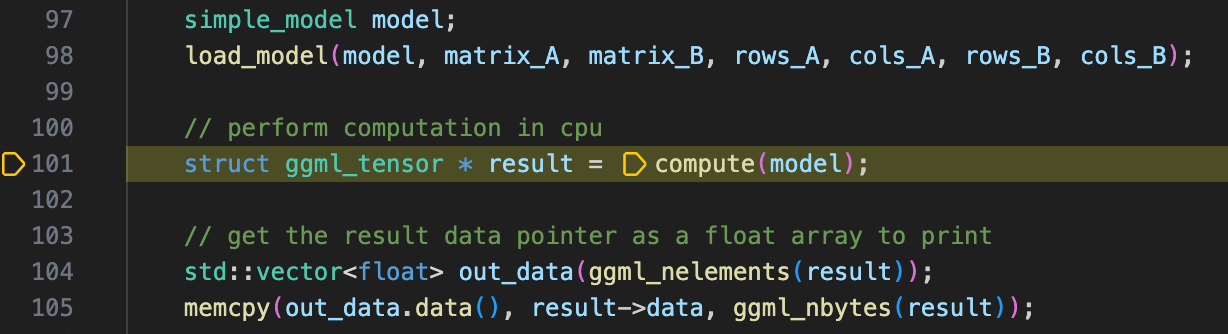 97 simple_model model;
98 load_model(model, matrix_A, matrix_B, rows_A, cols_A, rows_B, cols_B);
99
100 // perform computation in cpu
101 struct ggml_tensor * result = compute(model);
102
103 // get the result data pointer as a float array to print
104 std::vector<float> out_data(ggml_nelements(result));
105 memcpy(out_data.data(), result->data, ggml_nbytes(result));